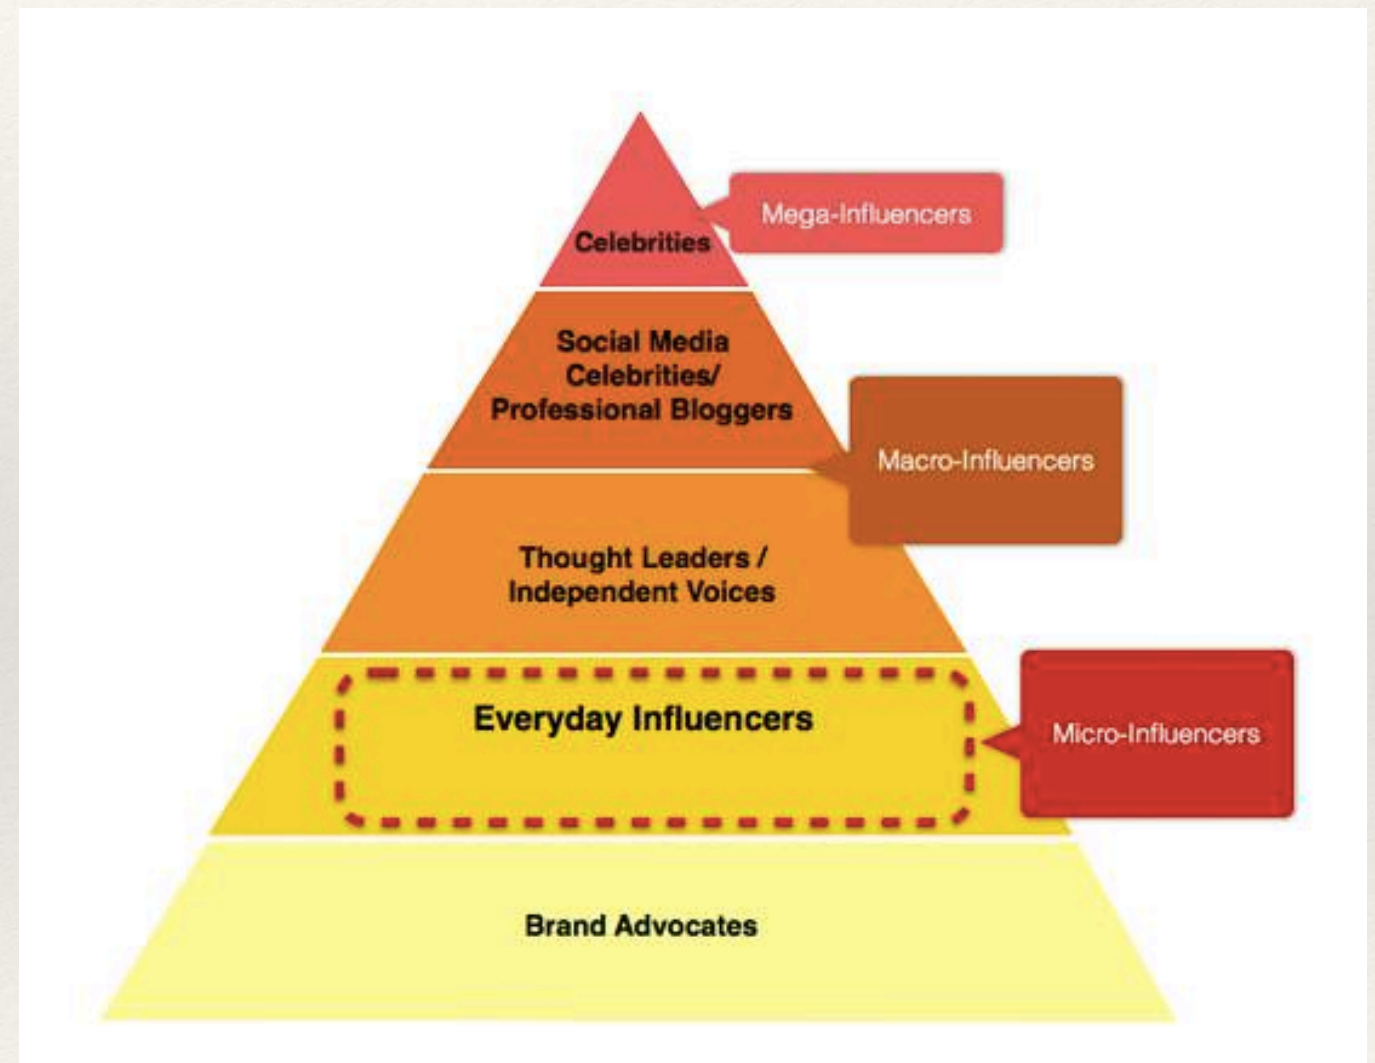 Mega-Influencers
Celebrities
Social Media
Celebrities/
Professional Bloggers
Macro-Influencers
Thought Leaders /
Independent Voices
Everyday Influencers
Micro-Influencers
Brand Advocates